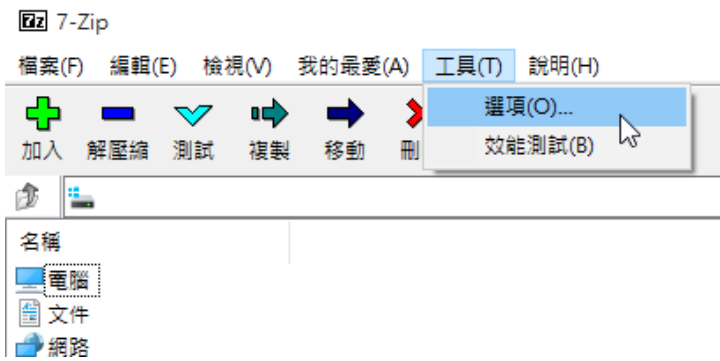 7z 7-Zip
檔案(F) 編輯(E) 檢視(V) 我的最愛(A) 工具(T) 說明(H)
選項(O)...
效能測試(B)
加入 解壓縮 測試 複製 移動 刪
名稱
電腦
文件
網路